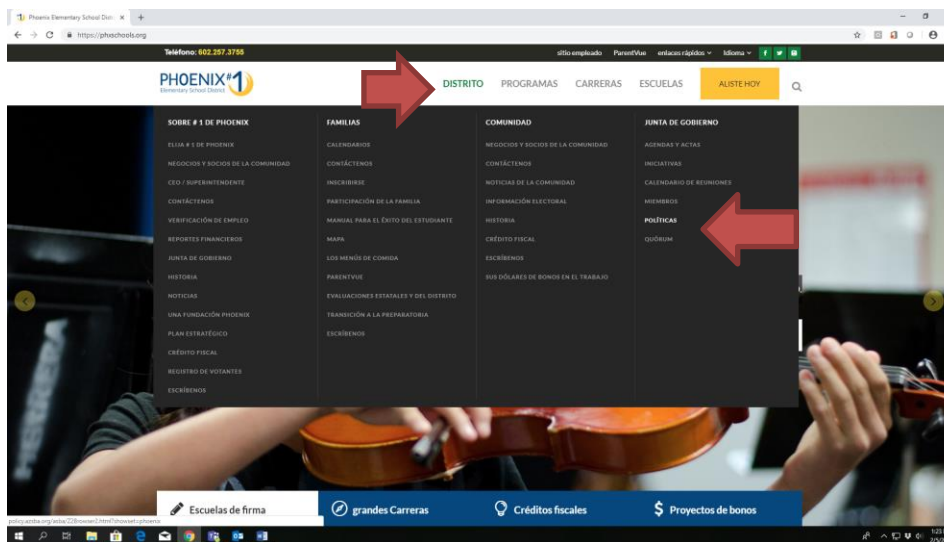 Phoenix Elementary School Distr
https://phxschools.org
Teléfono: 602.257.3755
sitio empleado ParentVue enlaces rápidos Idioma
PHOENIX #1
Elementary School District
DISTRITO PROGRAMAS CARRERAS ESCUELAS ALISTE HOY
SOBRE # 1 DE PHOENIX
ELIJA # 1 DE PHOENIX
NEGOCIOS Y SOCIOS DE LA COMUNIDAD
CEO / SUPERINTENDENTE
CONTÁCTENOS
VERIFICACIÓN DE EMPLEO
REPORTES FINANCIEROS
JUNTA DE GOBIERNO
HISTORIA
NOTICIAS
UNA FUNDACIÓN PHOENIX
PLAN ESTRATÉGICO
CRÉDITO FISCAL
REGISTRO DE VOTANTES
ESCRÍBENOS
FAMILIAS
CALENDARIOS
CONTÁCTENOS
INSCRIBIRSE
PARTICIPACIÓN DE LA FAMILIA
MANUAL PARA EL ÉXITO DEL ESTUDIANTE
MAPA
LOS MENÚS DE COMIDA
PARENTVUE
EVALUACIONES ESTATALES Y DEL DISTRITO
TRANSICIÓN A LA PREPARATORIA
ESCRÍBENOS
COMUNIDAD
NEGOCIOS Y SOCIOS DE LA COMUNIDAD
CONTÁCTENOS
NOTICIAS DE LA COMUNIDAD
INFORMACIÓN ELECTORAL
HISTORIA
CRÉDITO FISCAL
ESCRÍBENOS
SUS DÓLARES DE BONOS EN EL TRABAJO
JUNTA DE GOBIERNO
AGENDAS Y ACTAS
INICIATIVAS
CALENDARIO DE REUNIONES
MIEMBROS
POLÍTICAS
QUÓRUM
Escuelas de firma grandes Carreras Créditos fiscales Proyectos de bonos